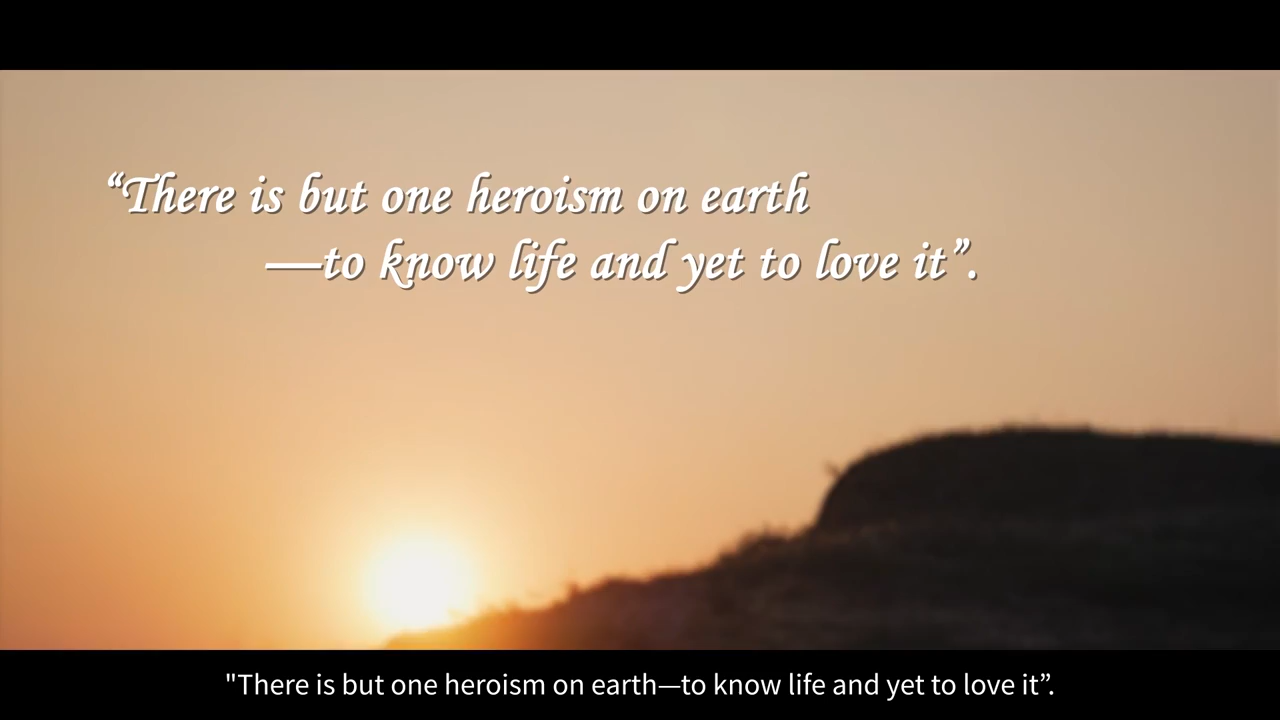 “There is but one heroism on earth
—to know life and yet to love it”.
"There is but one heroism on earth—to know life and yet to love it”.